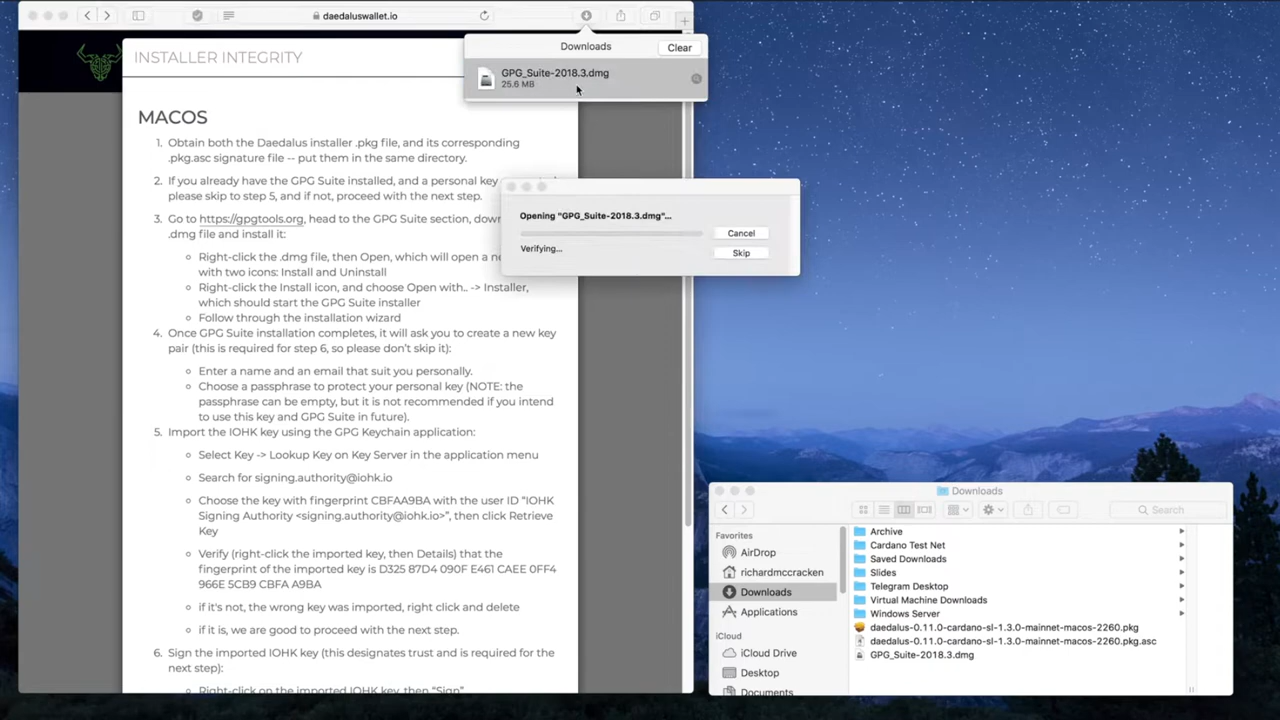 daedaluswallet.io
INSTALLER INTEGRITY
Downloads
Clear
GPG_Suite-2018.3.dmg
25.6 MB
MACOS
1. Obtain both the Daedalus installer .pkg file, and its corresponding
.pkg.asc signature file -- put them in the same directory.
2. If you already have the GPG Suite installed, and a personal key
please skip to step 5, and if not, proceed with the next step.
3. Go to https://gpgtools.org, head to the GPG Suite section,
.dmg file and install it:
Right-click the .dmg file, then Open, which will open a
with two icons: Install and Uninstall
Right-click the Install icon, and choose Open with.. -> Installer,
which should start the GPG Suite installer
Follow through the installation wizard
4. Once GPG Suite installation completes, it will ask you to create a new key
pair (this is required for step 6, so please don't skip it):
Enter a name and an email that suit you personally.
Choose a passphrase to protect your personal key (NOTE: the
passphrase can be empty, but it is not recommended if you intend
to use this key and GPG Suite in future).
5. Import the IOHK key using the GPG Keychain application:
Select Key -> Lookup Key on Key Server in the application menu
Search for signing.authority@iohk.io
Choose the key with fingerprint CBFAA9BA with the user ID "IOHK
Signing Authority <signing.authority@iohk.io>", then click Retrieve
Key
Verify (right-click the imported key, then Details) that the
fingerprint of the imported key is D325 87D4 090F E461 CAEE 0FF4
966E 5CB9 CBFA A9BA
if it's not, the wrong key was imported, right click and delete
if it is, we are good to proceed with the next step.
6. Sign the imported IOHK key (this designates trust and is required for the
next step):
Right-click on the imported IOHK key, then "Sign"
Opening "GPG_Suite-2018.3.dmg"...
Cancel
Verifying...
Skip
Downloads
Search
Favorites
AirDrop
richardmccracken
Downloads
Applications
iCloud
iCloud Drive
Desktop
Documents
Archive
Cardano Test Net
Saved Downloads
Slides
Telegram Desktop
Virtual Machine Downloads
Windows Server
daedalus-0.11.0-cardano-sl-1.3.0-mainnet-macos-2260.pkg
daedalus-0.11.0-cardano-sl-1.3.0-mainnet-macos-2260.pkg.asc
GPG_Suite-2018.3.dmg